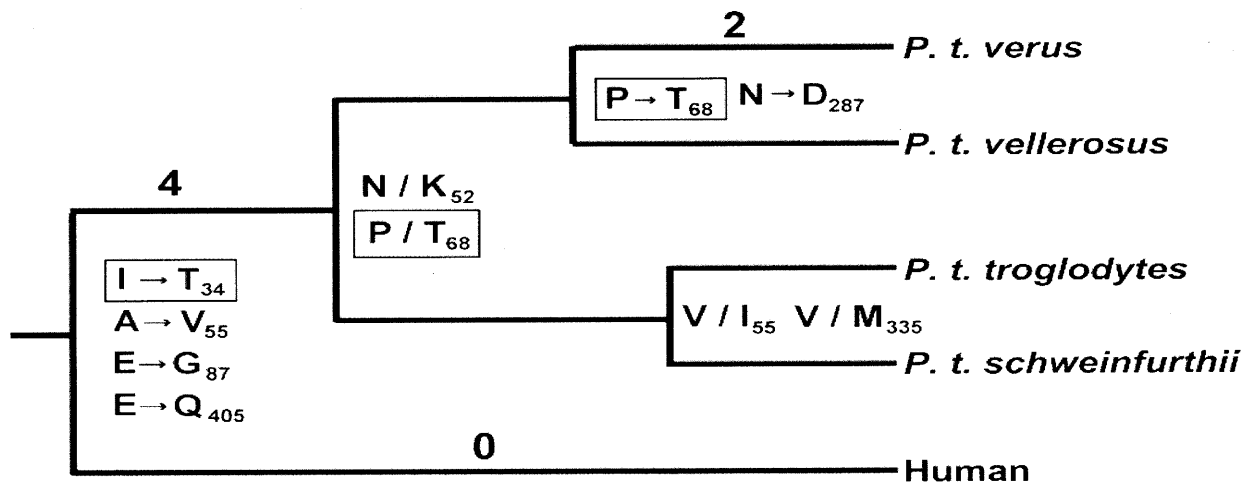 2
P. t. verus
P → T68 N → D287
P. t. vellerosus
4
N / K52
P / T68
P. t. troglodytes
I → T34
V / I55 V / M335
A → V55
P. t. schweinfurthii
E → G87
E → Q405
0
Human